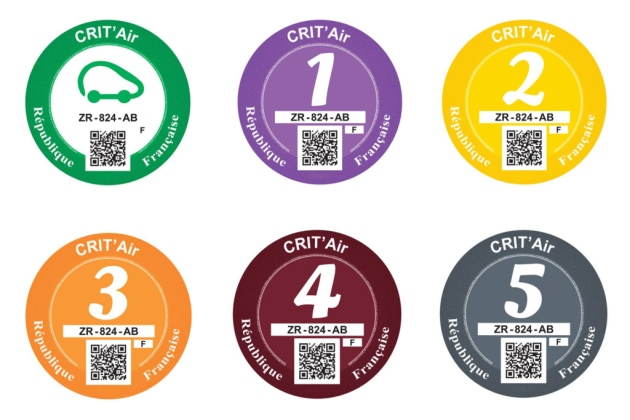 CRIT'Air
ZR-824-AB
F
République Française
CRIT'Air
1
ZR-824-AB
F
République Française
CRIT'Air
2
ZR-824-AB
F
République Française
CRIT'Air
3
ZR-824-AB
F
République Française
CRIT'Air
4
ZR-824-AB
F
République Française
CRIT'Air
5
ZR-824-AB
F
République Française